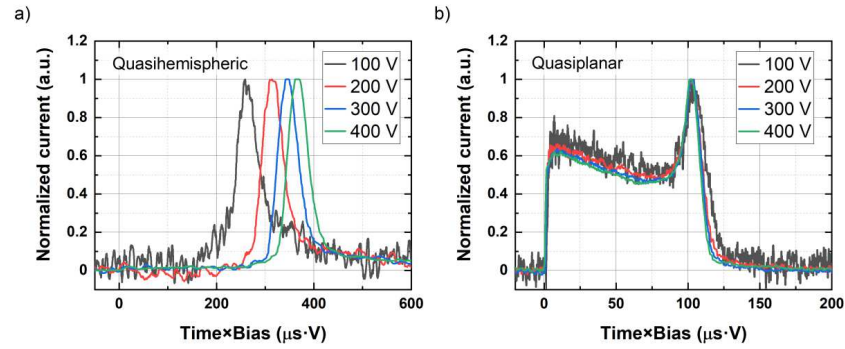 a)
Normalized current (a.u.)
1.2
1
0.8
0.6
0.4
0.2
0
Quasihemispheric
100 V
200 V
300 V
400 V
0 200 400 600
Time×Bias (μs·V)
b)
Normalized current (a.u.)
1.2
1
0.8
0.6
0.4
0.2
0
Quasiplanar
100 V
200 V
300 V
400 V
0 50 100 150 200
Time×Bias (μs·V)